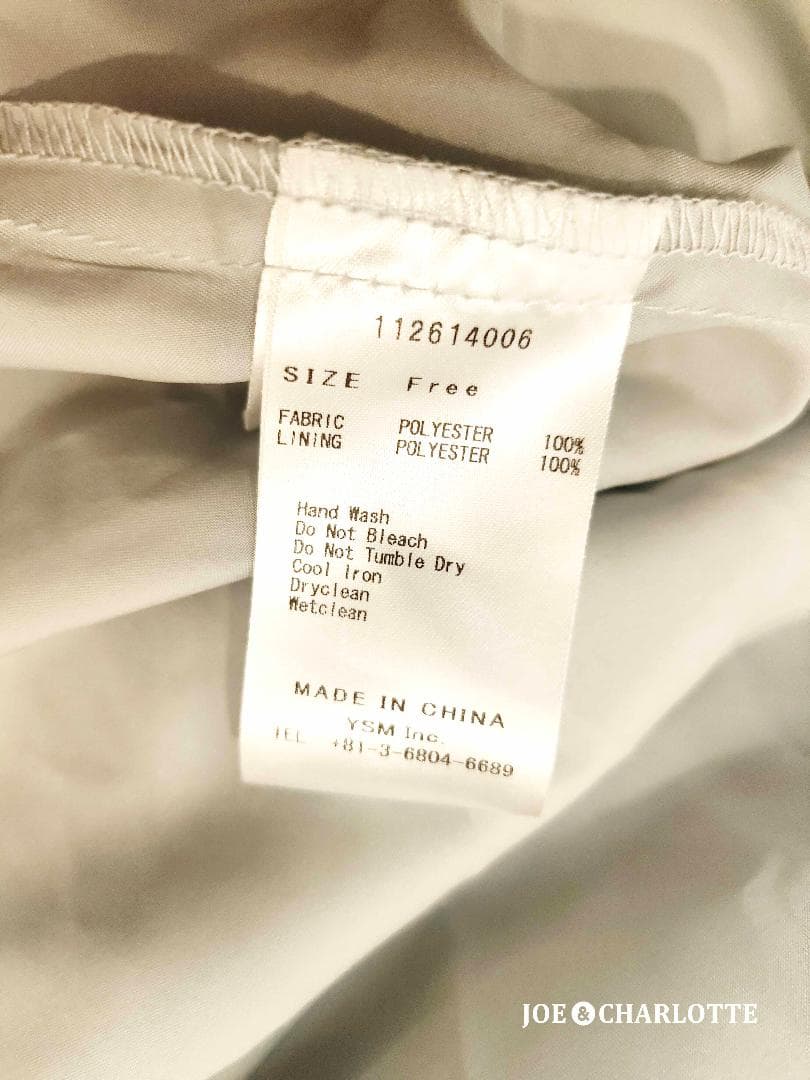 112614006
SIZE Free
FABRIC POLYESTER 100%
LINING POLYESTER 100%
Hand Wash
Do Not Bleach
Do Not Tumble Dry
Cool Iron
Dryclean
Wetclean
MADE IN CHINA
YSM Inc.
TEL +81-3-6804-6689
JOE&CHARLOTTE